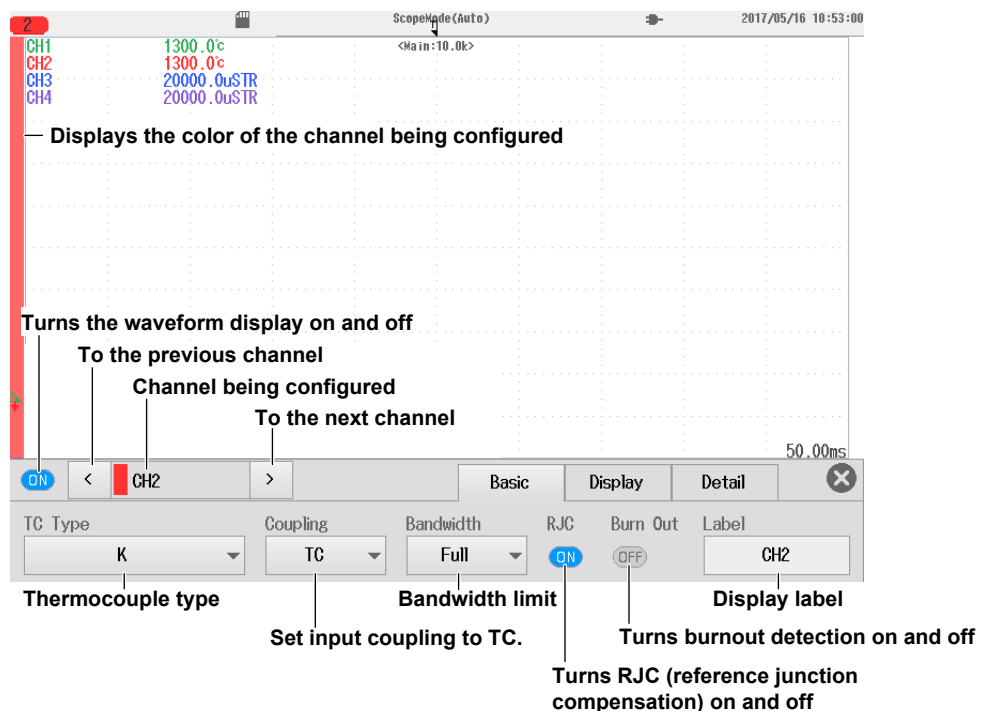 2 ScopeMode(Auto) 2017/05/16 10:53:00
CH1 1300.0℃ <Main:10.0k>
CH2 1300.0℃
CH3 20000.0uSTR
CH4 20000.0uSTR
Displays the color of the channel being configured
Turns the waveform display on and off
To the previous channel
Channel being configured
To the next channel
50.00ms
ON < CH2 > Basic Display Detail
TC Type Coupling Bandwidth RJC Burn Out Label
K TC Full ON OFF CH2
Thermocouple type Bandwidth limit Display label
Set input coupling to TC. Turns burnout detection on and off
Turns RJC (reference junction
compensation) on and off